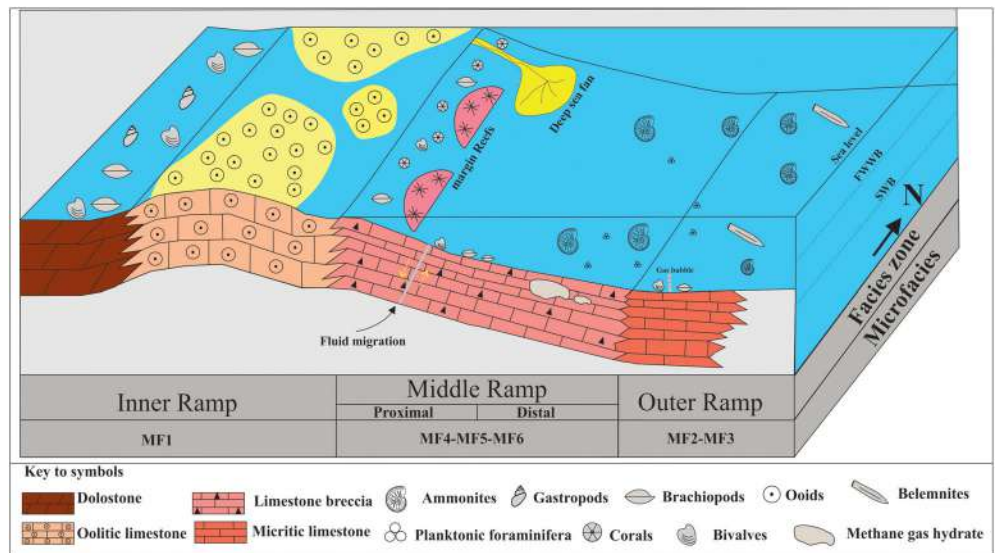 Deep sea fan
margin Reefs
Sea level
FWWB
SWB
N
Gas bubble
Fluid migration
Facies zone
Microfacies
Inner Ramp
Middle Ramp
Outer Ramp
Proximal
Distal
MF1
MF4-MF5-MF6
MF2-MF3
Key to symbols
Dolostone
Limestone breccia
Ammonites
Gastropods
Brachiopods
Ooids
Belemnites
Oolitic limestone
Micritic limestone
Planktonic foraminifera
Corals
Bivalves
Methane gas hydrate